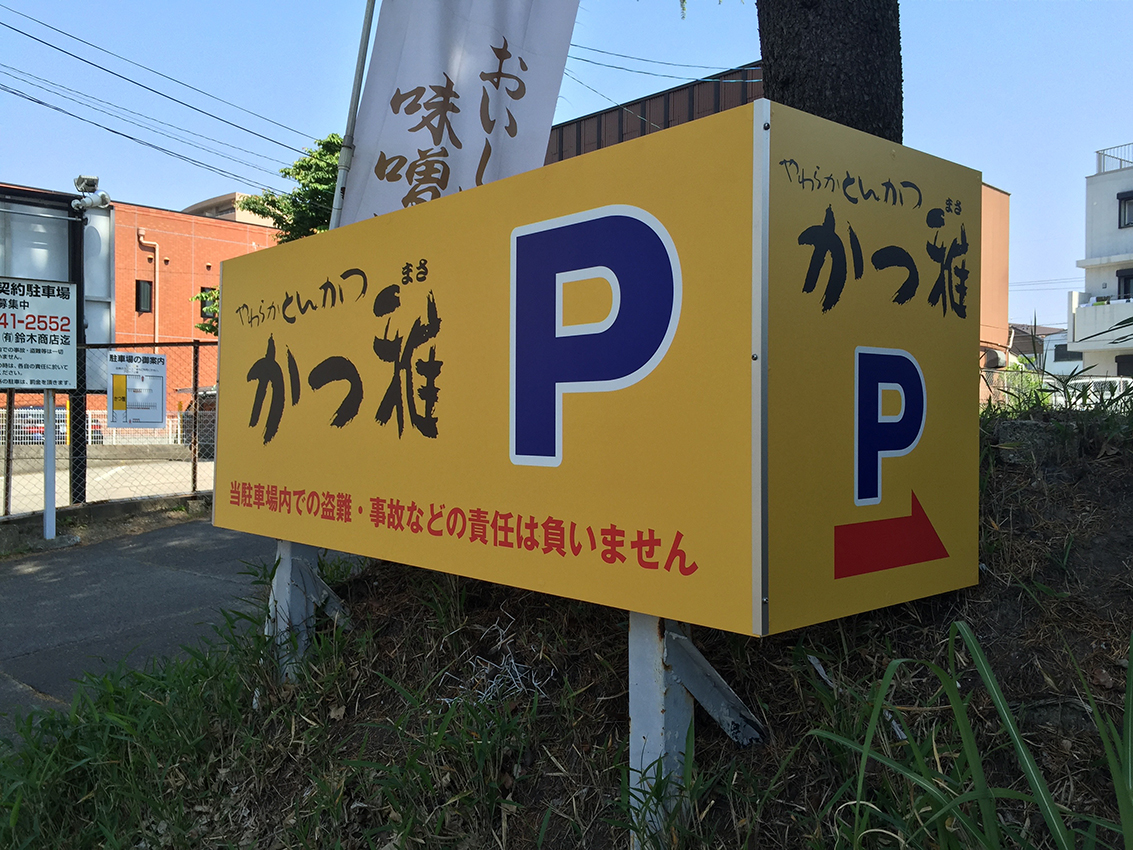 おいし
味噌
やわらかとんかつ
まさ
かつ雅
P
当駐車場内での盗難・事故などの責任は負いません
やわらかとんかつ
まさ
かつ雅
P
契約駐車場
募集中
41-2552
㈲鈴木商店迄
駐車場の御案内